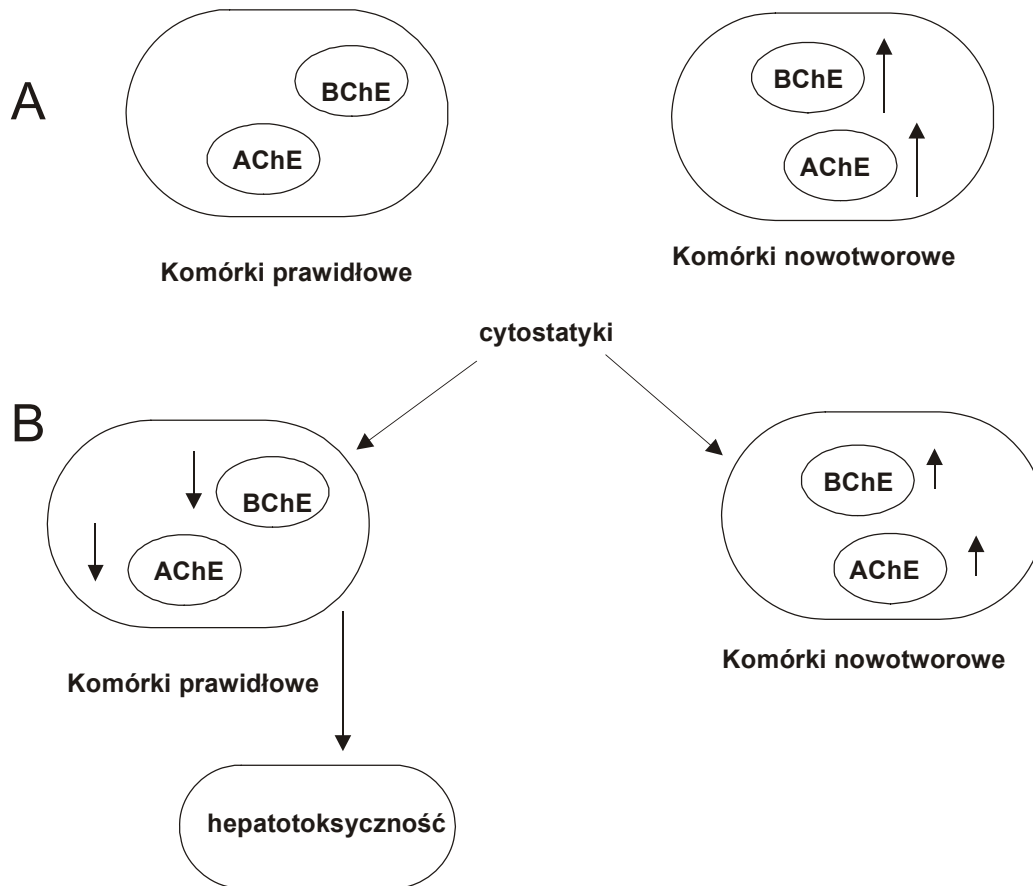 A
BChE
AChE
Komórki prawidłowe
BChE
AChE
Komórki nowotworowe
cytostatyki
B
BChE
AChE
Komórki prawidłowe
BChE
AChE
Komórki nowotworowe
hepatotoksyczność